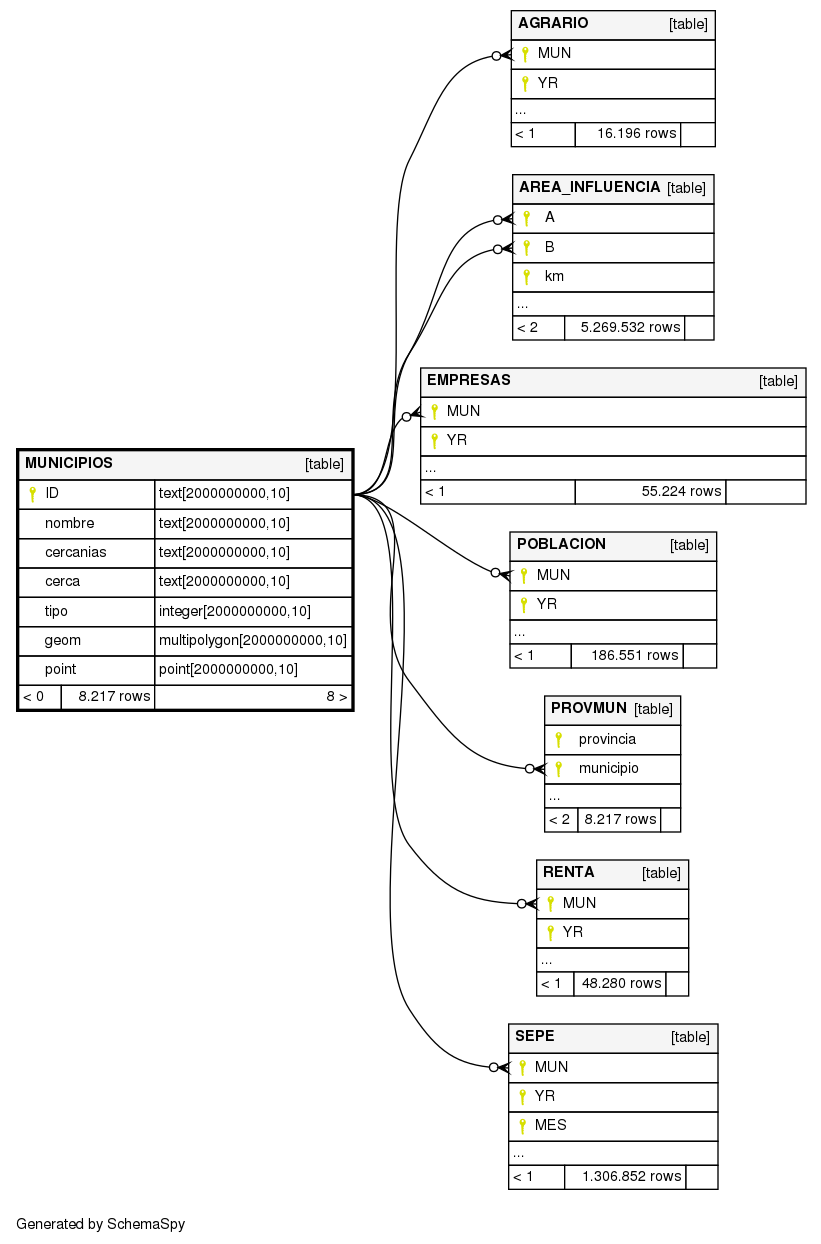 AGRARIO [table]
MUN
YR
...
< 1 16.196 rows
AREA_INFLUENCIA [table]
A
B
km
...
< 2 5.269.532 rows
EMPRESAS [table]
MUN
YR
...
< 1 55.224 rows
MUNICIPIOS [table]
ID text[2000000000,10]
nombre text[2000000000,10]
cercanias text[2000000000,10]
cerca text[2000000000,10]
tipo integer[2000000000,10]
geom multipolygon[2000000000,10]
point point[2000000000,10]
< 0 8.217 rows 8 >
POBLACION [table]
MUN
YR
...
< 1 186.551 rows
PROVMUN [table]
provincia
municipio
...
< 2 8.217 rows
RENTA [table]
MUN
YR
...
< 1 48.280 rows
SEPE [table]
MUN
YR
MES
...
< 1 1.306.852 rows
Generated by SchemaSpy